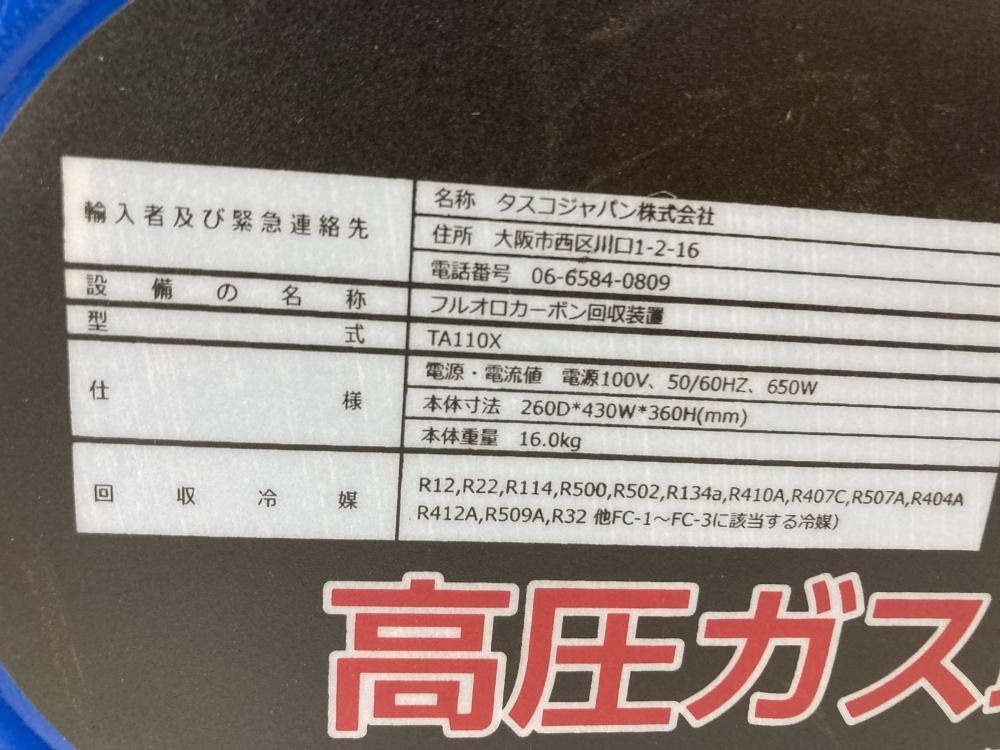 輸入者及び緊急連絡先
名称 タスコジャパン株式会社
住所 大阪市西区川口1-2-16
電話番号 06-6584-0809
設備の名称 フルオロカーボン回収装置
型式 TA110X
仕様
電源・電流値 電源100V、50/60HZ、650W
本体寸法 260D*430W*360H(mm)
本体重量 16.0kg
回収冷媒
R12,R22,R114,R500,R502,R134a,R410A,R407C,R507A,R404A
R412A,R509A,R32 他FC-1～FC-3に該当する冷媒）
高圧ガス